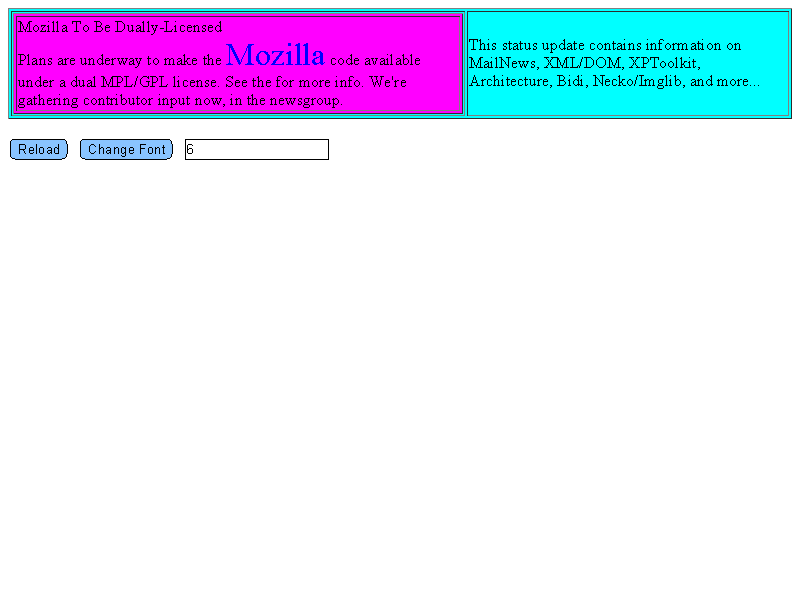 Mozilla To Be Dually-Licensed
Plans are underway to make the Mozilla code available
under a dual MPL/GPL license. See the for more info. We're
gathering contributor input now, in the newsgroup.
This status update contains information on
MailNews, XML/DOM, XPToolkit,
Architecture, Bidi, Necko/Imglib, and more...
Reload Change Font 6